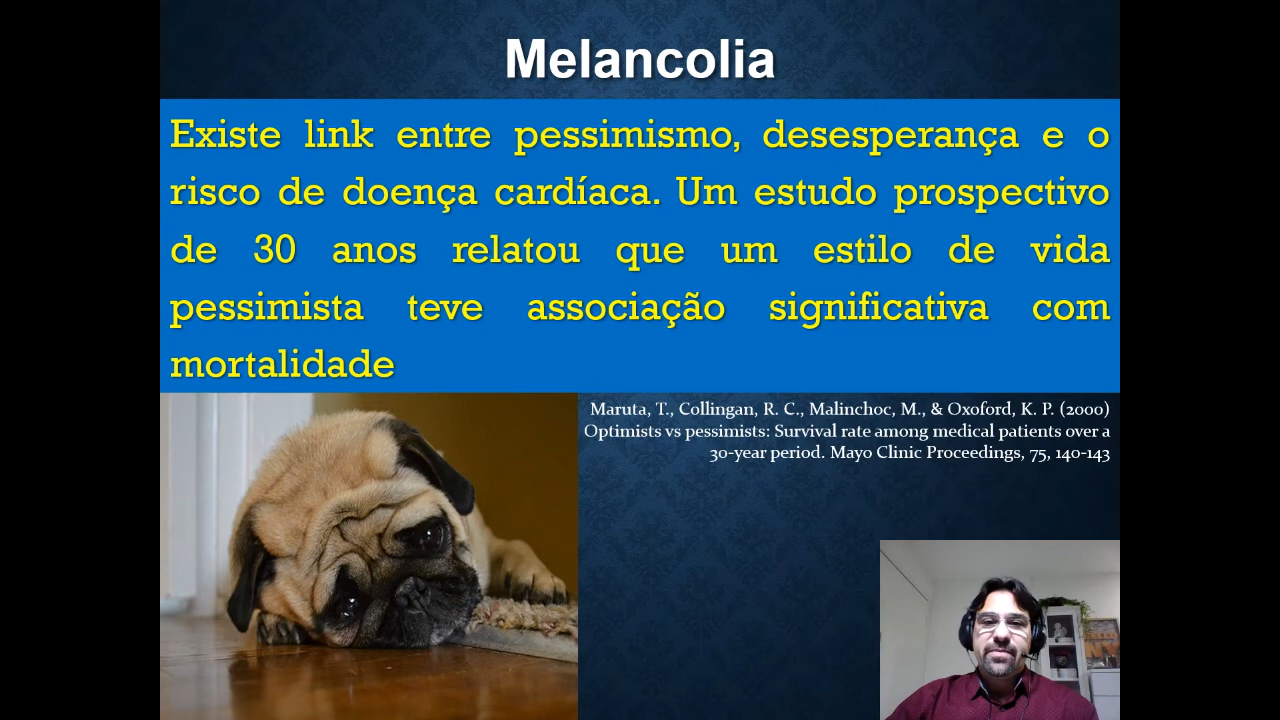 Melancolia
Existe link entre pessimismo, desesperança e o
risco de doença cardíaca. Um estudo prospectivo
de 30 anos relatou que um estilo de vida
pessimista teve associação significativa com
mortalidade
Maruta, T., Collingan, R. C., Malinchoc, M., & Oxoford, K. P. (2000)
Optimists vs pessimists: Survival rate among medical patients over a
30-year period. Mayo Clinic Proceedings, 75, 140-143